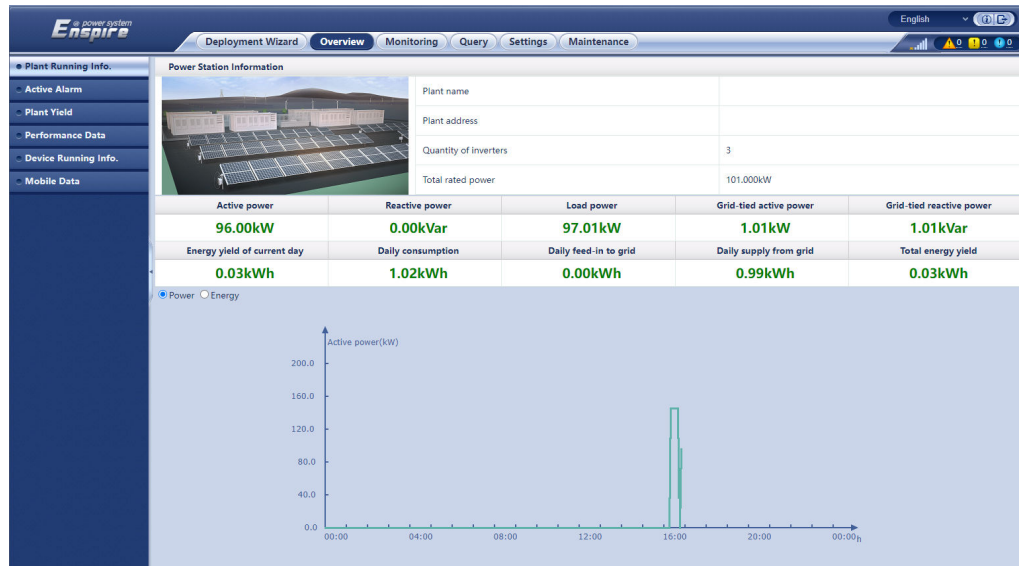 @ power system
Enspire
English
Deployment Wizard Overview Monitoring Query Settings Maintenance
0 0 0
Plant Running Info.
Active Alarm
Plant Yield
Performance Data
Device Running Info.
Mobile Data
Power Station Information
Plant name
Plant address
Quantity of inverters 3
Total rated power 101.000kW
Active power Reactive power Load power Grid-tied active power Grid-tied reactive power
96.00kW 0.00kVar 97.01kW 1.01kW 1.01kVar
Energy yield of current day Daily consumption Daily feed-in to grid Daily supply from grid Total energy yield
0.03kWh 1.02kWh 0.00kWh 0.99kWh 0.03kWh
Power Energy
Active power(kW)
200.0
160.0
120.0
80.0
40.0
0.0
00:00 04:00 08:00 12:00 16:00 20:00 00:00h